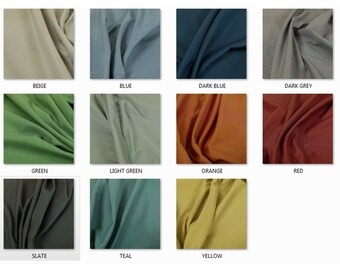 BEIGE
BLUE
DARK BLUE
DARK GREY
GREEN
LIGHT GREEN
ORANGE
RED
SLATE
TEAL
YELLOW